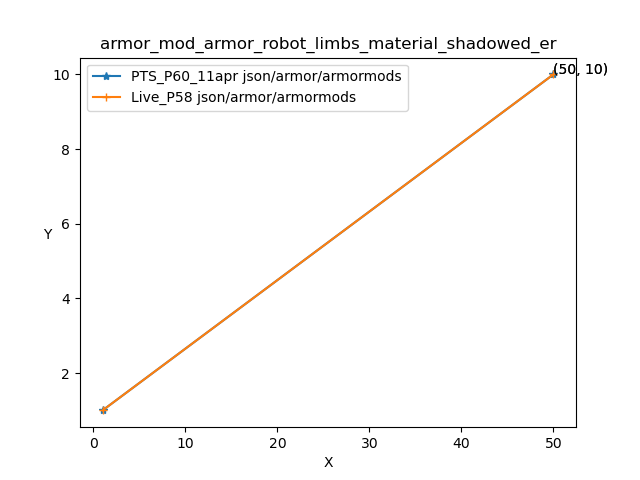 armor_mod_armor_robot_limbs_material_shadowed_er
PTS_P60_11apr json/armor/armormods
Live_P58 json/armor/armormods
(50, 10)
10
8
6
4
2
Y
0
10
20
30
40
50
X